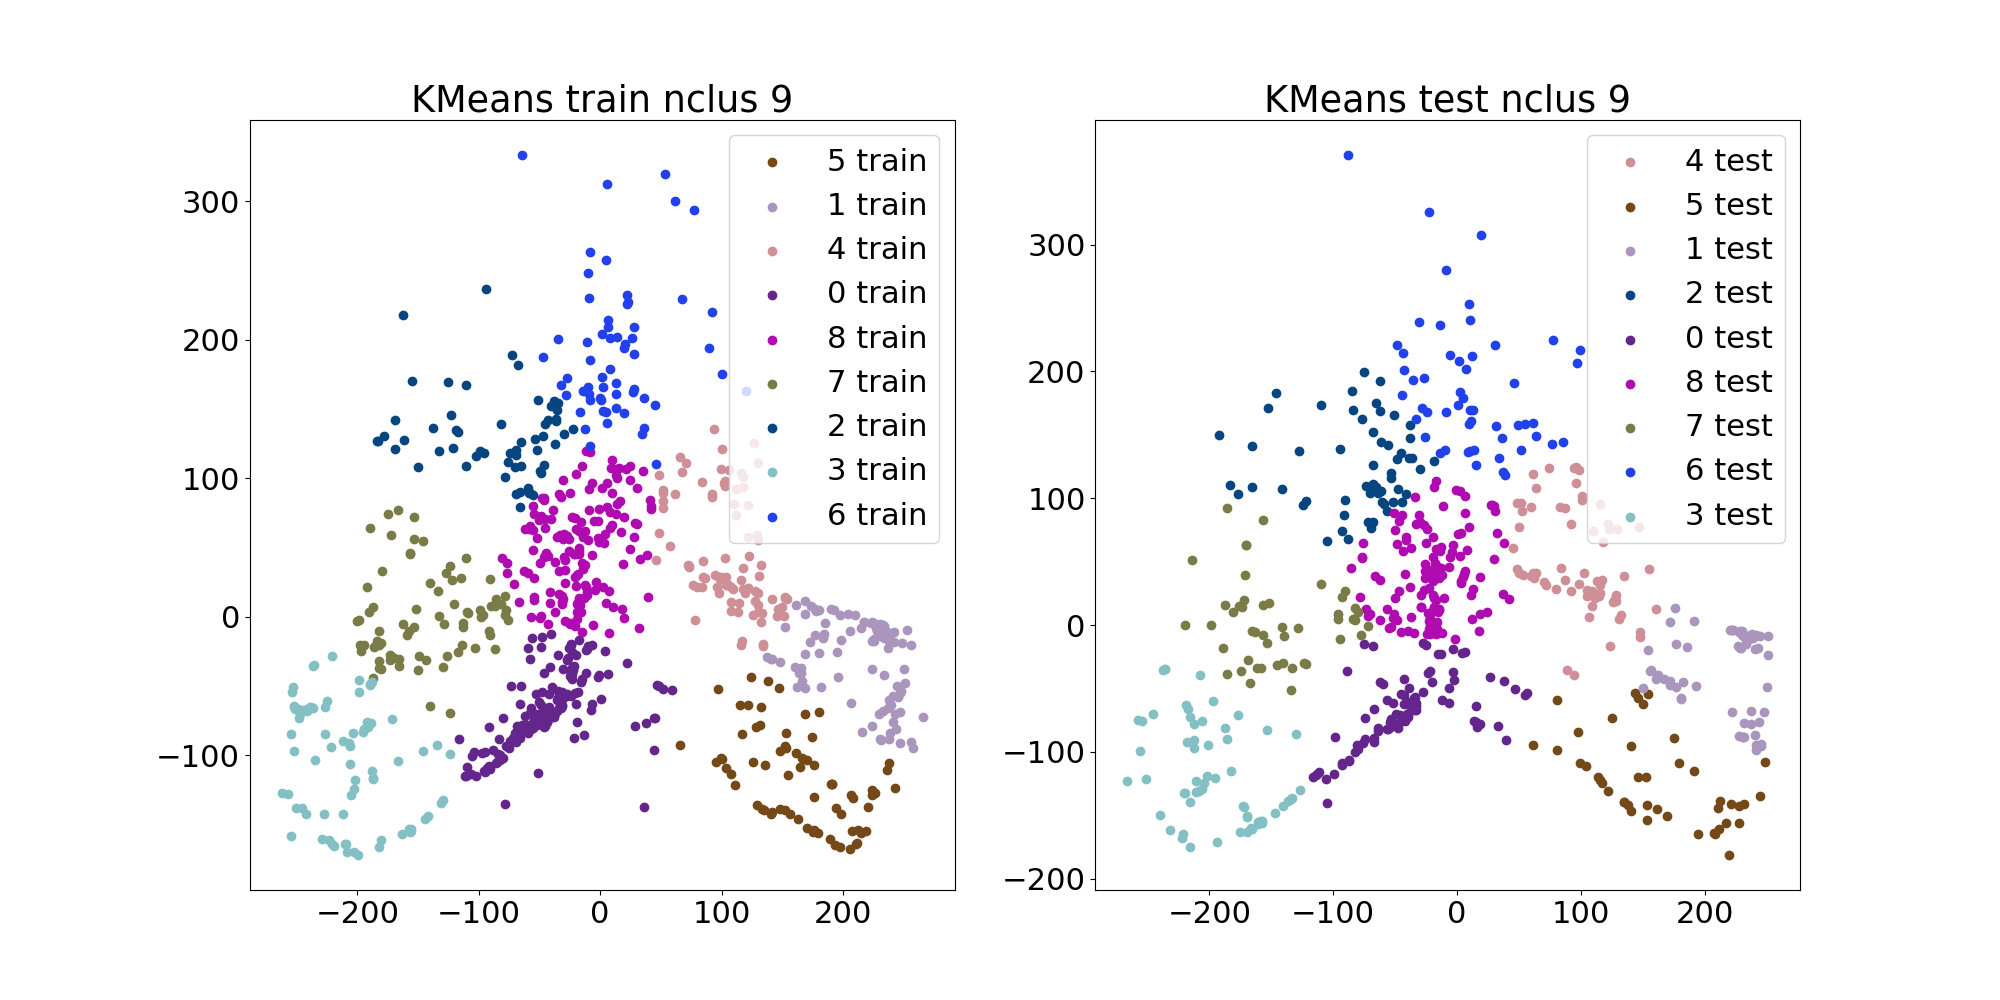 KMeans train nclus 9
300
200
100
0
−100
−200
−100
0
100
200
5 train
1 train
4 train
0 train
8 train
7 train
2 train
3 train
6 train
KMeans test nclus 9
300
200
100
0
−100
−200
−200
−100
0
100
200
4 test
5 test
1 test
2 test
0 test
8 test
7 test
6 test
3 test